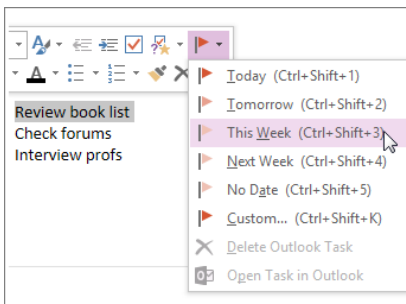 Review book list
Check forums
Interview profs
Today (Ctrl+Shift+1)
Tomorrow (Ctrl+Shift+2)
This Week (Ctrl+Shift+3)
Next Week (Ctrl+Shift+4)
No Date (Ctrl+Shift+5)
Custom... (Ctrl+Shift+K)
Delete Outlook Task
Open Task in Outlook